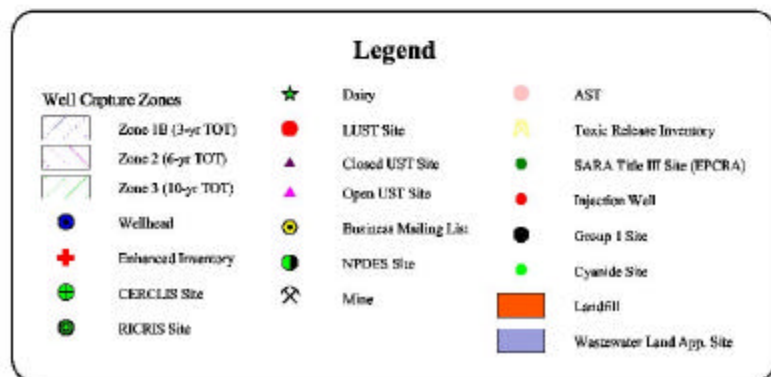 Legend
Well Capture Zones
Zone 1B (3-yr TOT)
Zone 2 (6-yr TOT)
Zone 3 (10-yr TOT)
Wellhead
Enhanced Inventory
CERCLIS Site
RICRIS Site
Dairy
LUST Site
Closed UST Site
Open UST Site
Business Mailing List
NPDES Site
Mine
AST
Toxic Release Inventory
SARA Title III Site (EPCRA)
Injection Well
Group 1 Site
Cyanide Site
Landfill
Wastewater Land App. Site